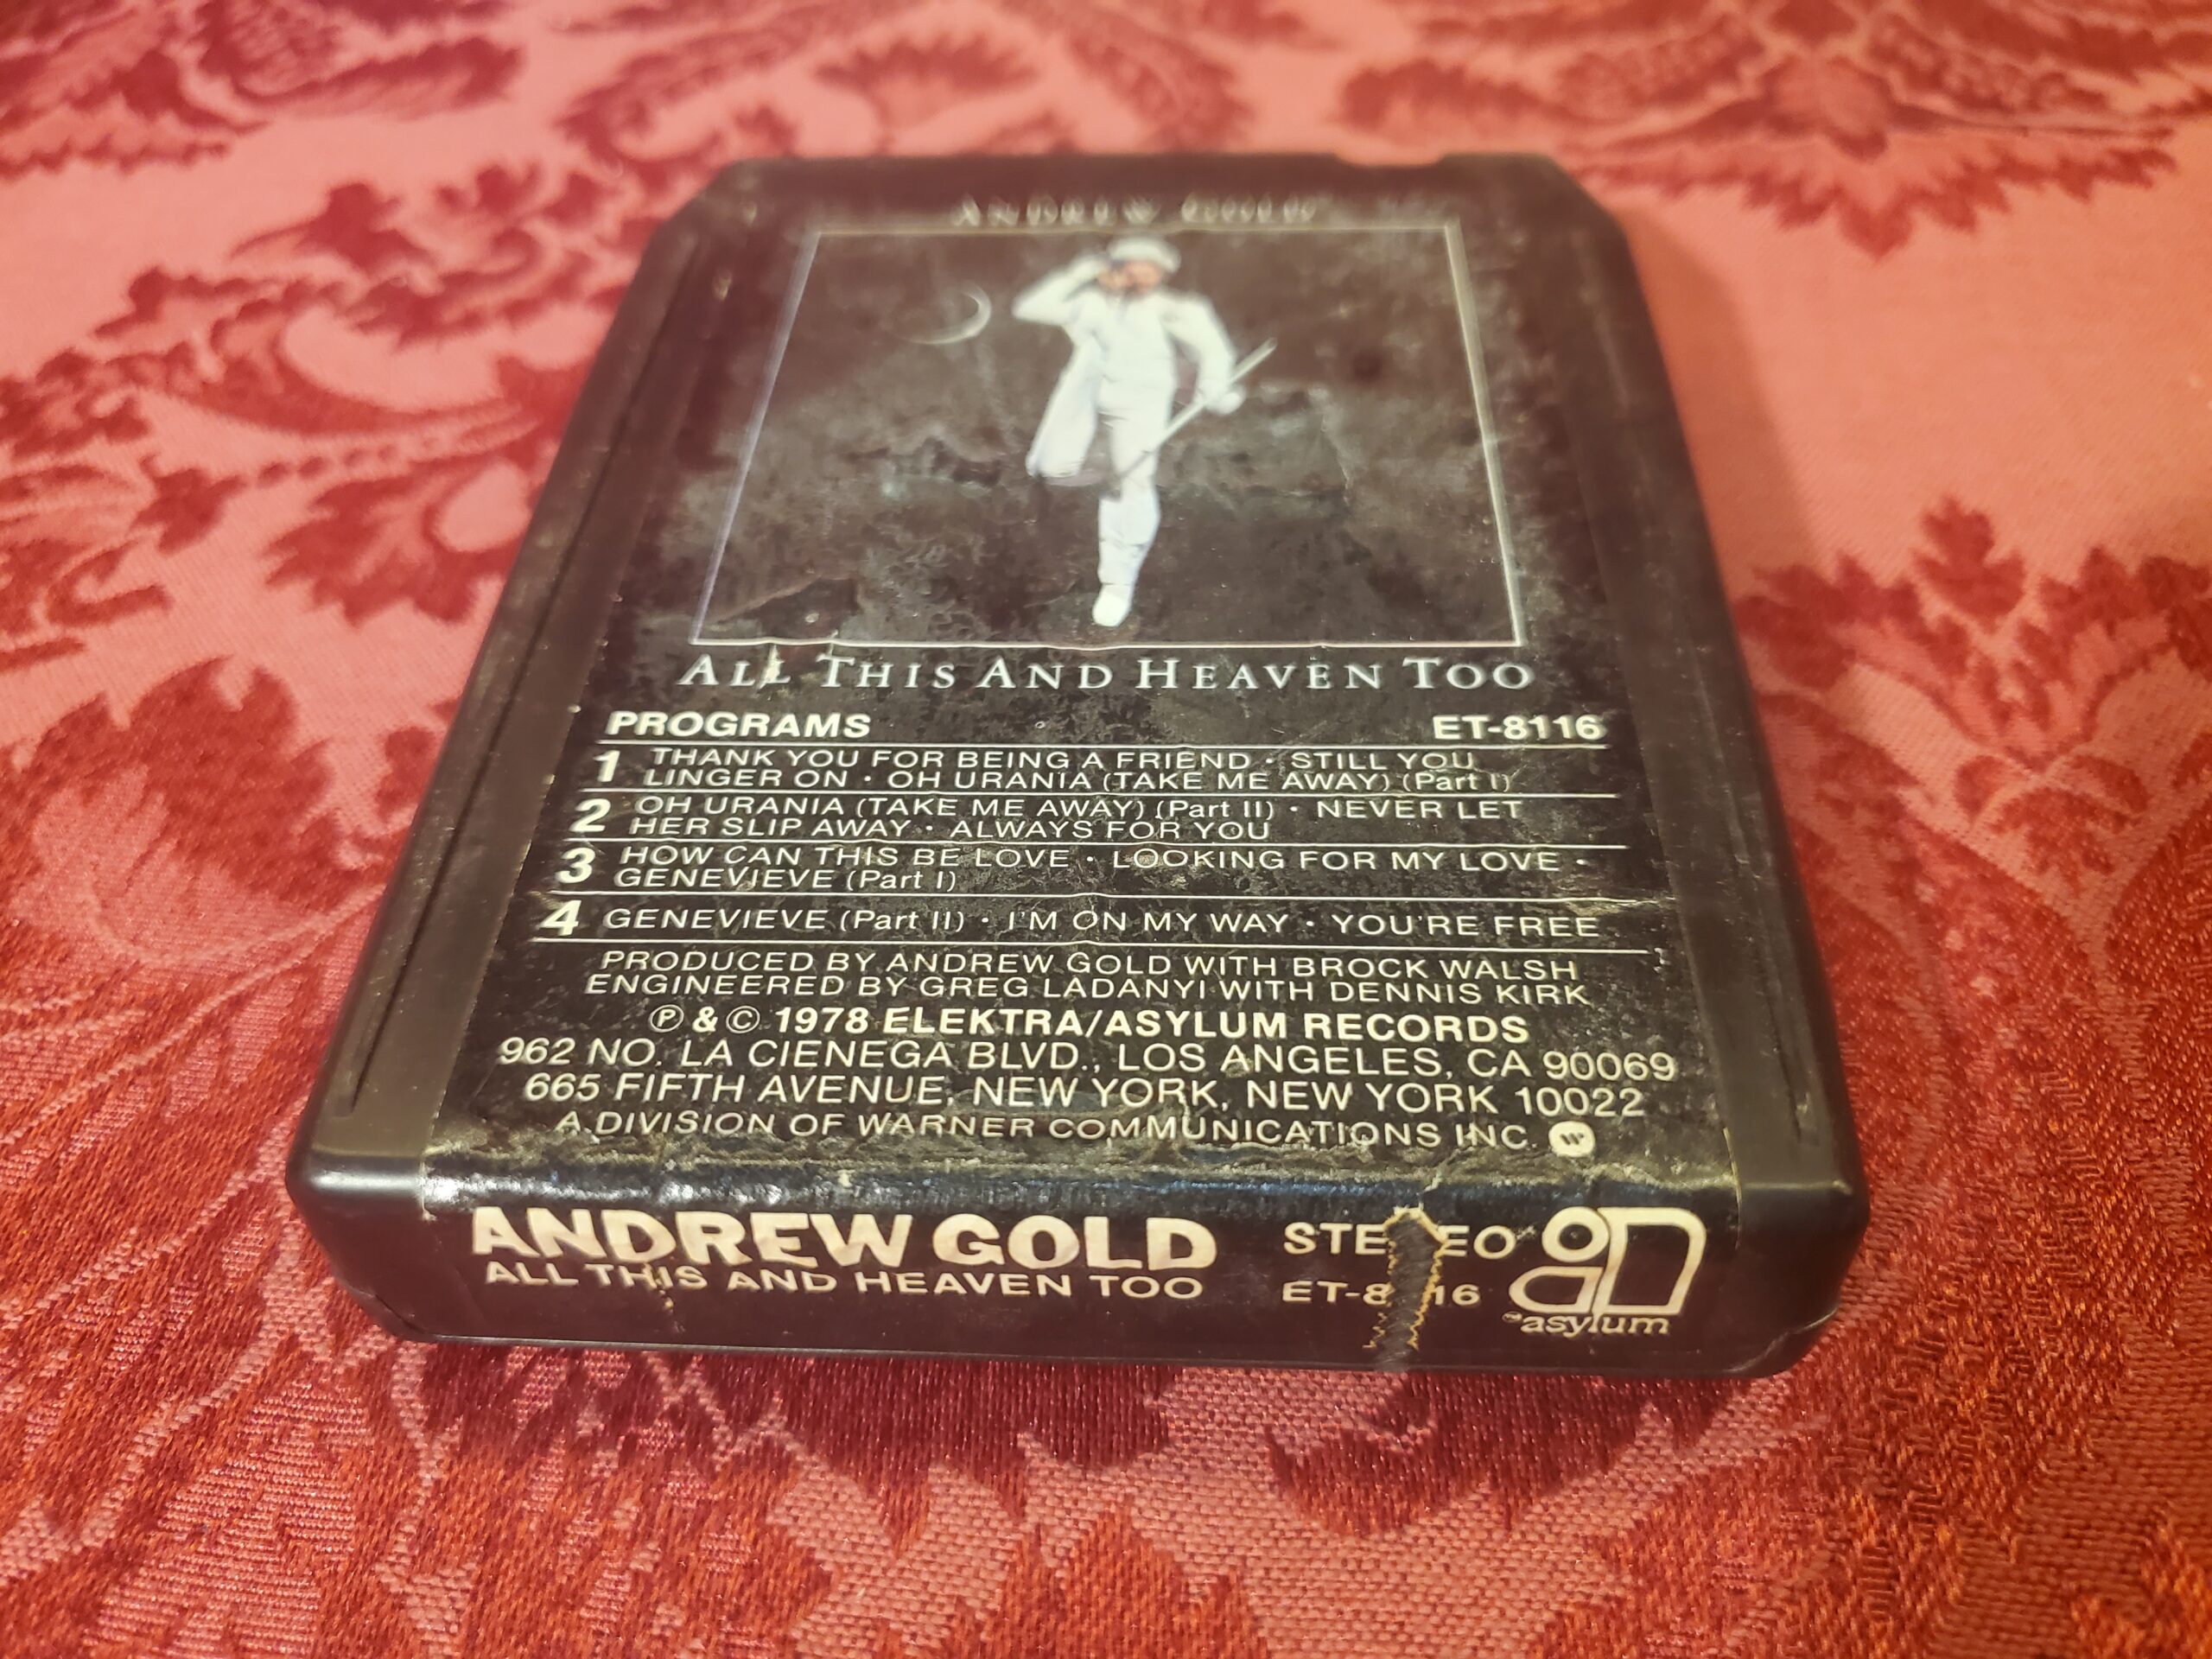 ANDREW GOLD
ALL THIS AND HEAVEN TOO
PROGRAMS ET-8116
1 THANK YOU FOR BEING A FRIEND • STILL YOU
LINGER ON • OH URANIA (TAKE ME AWAY) (Part I)
2 OH URANIA (TAKE ME AWAY) (Part II) • NEVER LET
HER SLIP AWAY • ALWAYS FOR YOU
3 HOW CAN THIS BE LOVE • LOOKING FOR MY LOVE •
GENEVIEVE (Part I)
4 GENEVIEVE (Part II) • I'M ON MY WAY • YOU'RE FREE
PRODUCED BY ANDREW GOLD WITH BROCK WALSH
ENGINEERED BY GREG LADANYI WITH DENNIS KIRK
℗ & © 1978 ELEKTRA/ASYLUM RECORDS
962 NO. LA CIENEGA BLVD., LOS ANGELES, CA 90069
665 FIFTH AVENUE, NEW YORK, NEW YORK 10022
A DIVISION OF WARNER COMMUNICATIONS INC.
ANDREW GOLD STEREO
ALL THIS AND HEAVEN TOO ET-8116
asylum